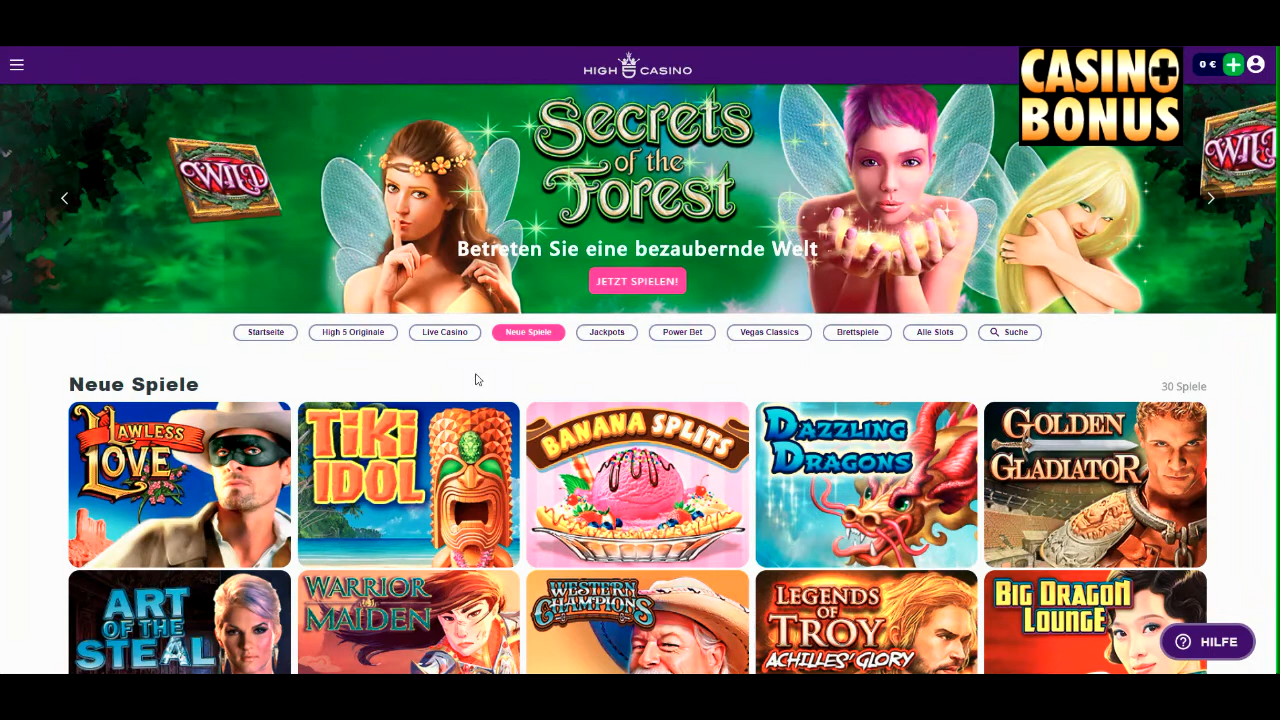 HIGH 5 CASINO
CASINO
BONUS
0 €
Secrets
of the
Forest
WILD
WILD
Betreten Sie eine bezaubernde Welt
JETZT SPIELEN!
Startseite
High 5 Originale
Live Casino
Neue Spiele
Jackpots
Power Bet
Vegas Classics
Brettspiele
Alle Slots
Suche
Neue Spiele
30 Spiele
LAWLESS
LOVE
TIKI
IDOL
BANANA SPLITS
DAZZLING
DRAGONS
GOLDEN
GLADIATOR
ART
OF THE
STEAL
WARRIOR
MAIDEN
WESTERN
CHAMPIONS
LEGENDS
OF
TROY
ACHILLES' GLORY
BIG DRAGON
LOUNGE
HILFE